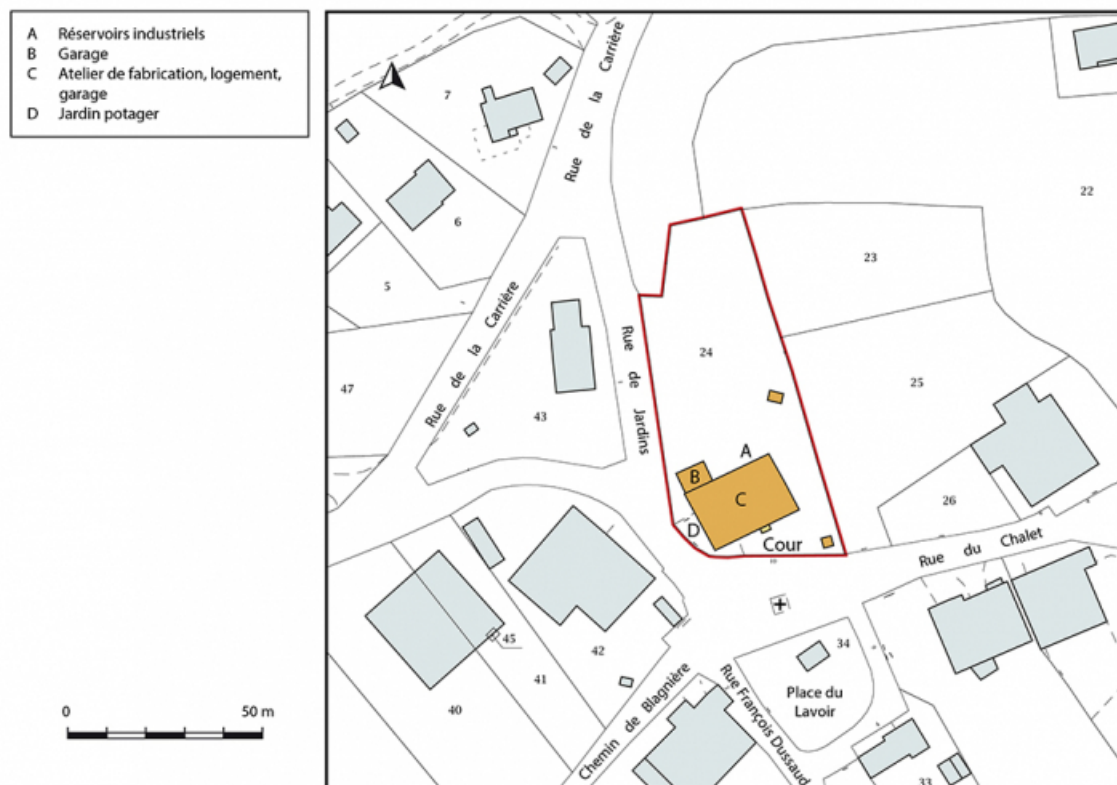 A Réservoirs industriels
B Garage
C Atelier de fabrication, logement,
garage
D Jardin potager
0 50 m
Rue de la Carrière
7
6
5
22
23
24
25
26
Rue de la Carrière
47
43
Rue de Jardins
A
B
C
D
Cour
Rue du Chalet
45
42
41
40
34
Place du
Lavoir
Chemin de Blagnière
Rue François Dussaud
33